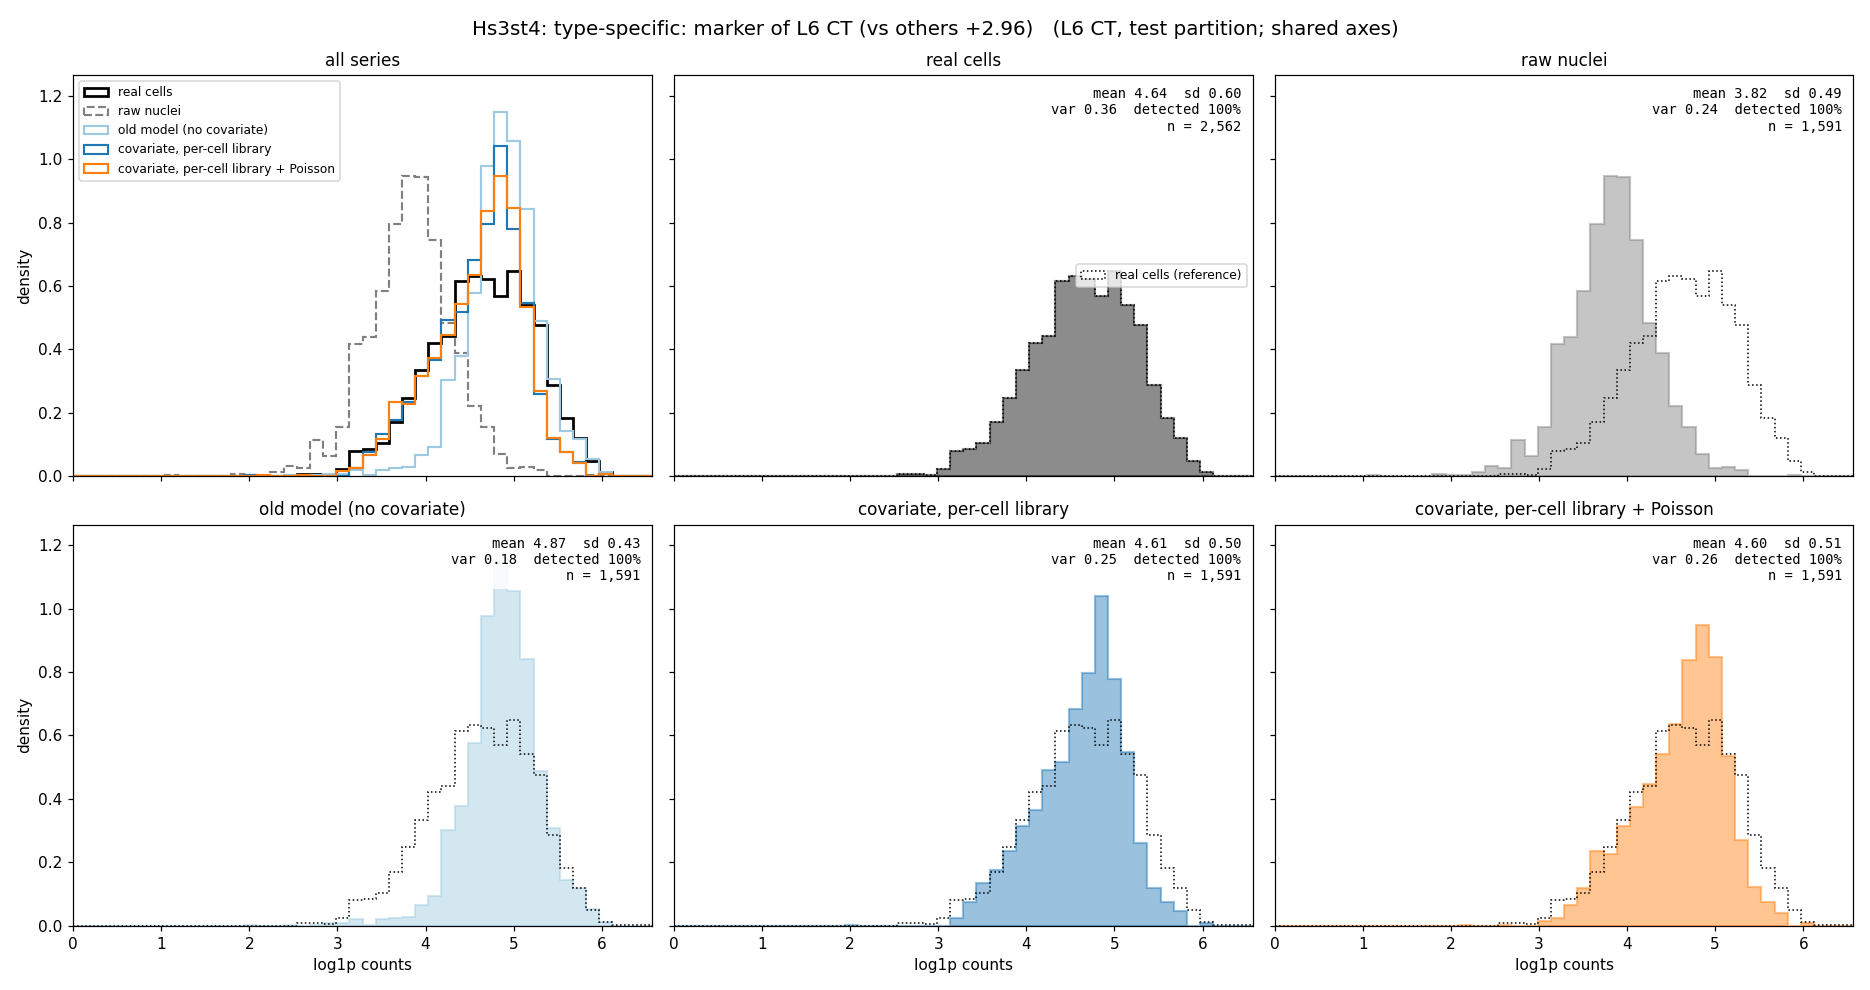 Hs3st4: type-specific: marker of L6 CT (vs others +2.96)   (L6 CT, test partition; shared axes)
all series
real cells
raw nuclei
1.2
1.0
0.8
0.6
0.4
0.2
0.0
density
real cells
raw nuclei
old model (no covariate)
covariate, per-cell library
covariate, per-cell library + Poisson
mean 4.64  sd 0.60
var 0.36  detected 100%
n = 2,562
real cells (reference)
mean 3.82  sd 0.49
var 0.24  detected 100%
n = 1,591
old model (no covariate)
covariate, per-cell library
covariate, per-cell library + Poisson
1.2
1.0
0.8
0.6
0.4
0.2
0.0
density
mean 4.87  sd 0.43
var 0.18  detected 100%
n = 1,591
mean 4.61  sd 0.50
var 0.25  detected 100%
n = 1,591
mean 4.60  sd 0.51
var 0.26  detected 100%
n = 1,591
0 1 2 3 4 5 6
0 1 2 3 4 5 6
0 1 2 3 4 5 6
log1p counts
log1p counts
log1p counts